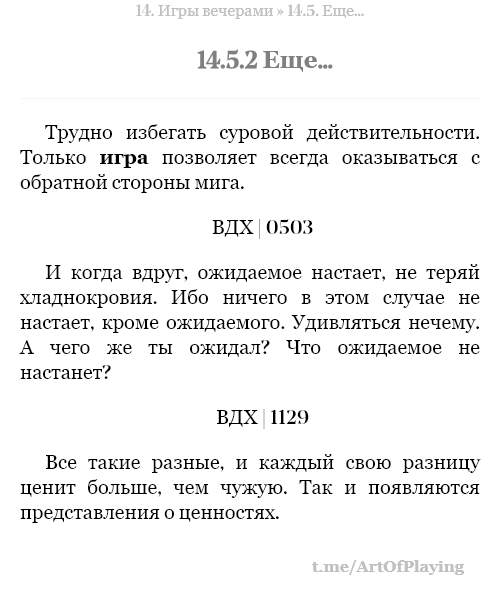 14. Игры вечерами » 14.5. Еще...
14.5.2 Еще...
Трудно избегать суровой действительности.
Только игра позволяет всегда оказываться с
обратной стороны мига.
ВДХ | 0503
И когда вдруг, ожидаемое настает, не теряй
хладнокровия. Ибо ничего в этом случае не
настает, кроме ожидаемого. Удивляться нечему.
А чего же ты ожидал? Что ожидаемое не
настанет?
ВДХ | 1129
Все такие разные, и каждый свою разницу
ценит больше, чем чужую. Так и появляются
представления о ценностях.
t.me/ArtOfPlaying